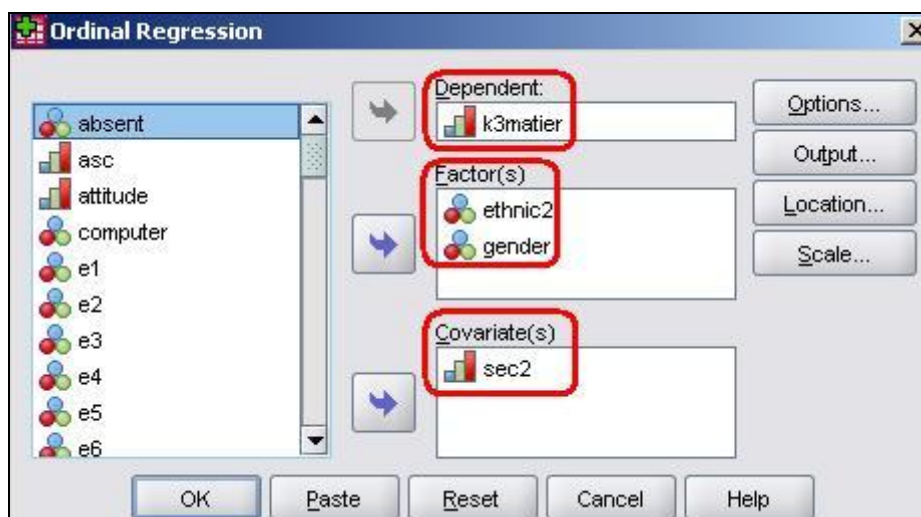 Ordinal Regression
absent
asc
attitude
computer
e1
e2
e3
e4
e5
e6
Dependent:
k3matier
Factor(s)
ethnic2
gender
Covariate(s)
sec2
Options...
Output...
Location...
Scale...
OK
Paste
Reset
Cancel
Help